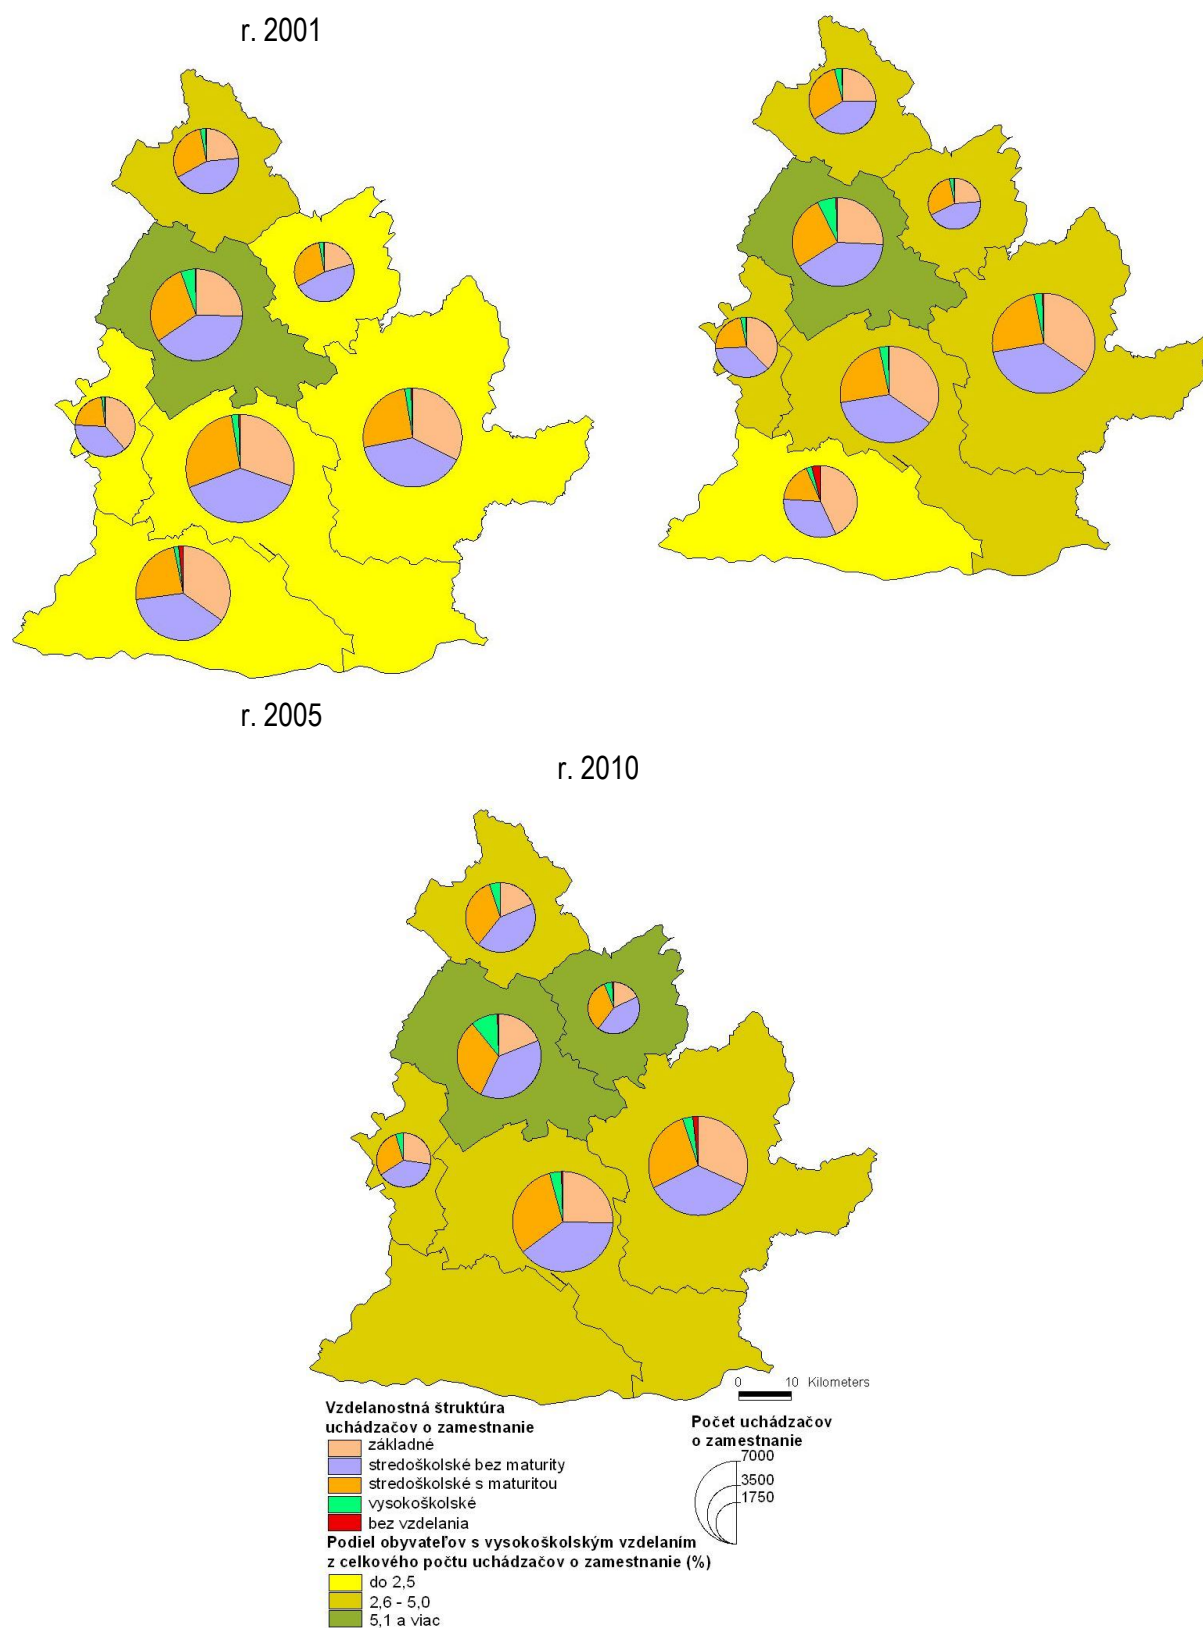 r. 2001
r. 2005
r. 2010
0 10 Kilometers
Vzdelanostná štruktúra
uchádzačov o zamestnanie
základné
stredoškolské bez maturity
stredoškolské s maturitou
vysokoškolské
bez vzdelania
Počet uchádzačov
o zamestnanie
7000
3500
1750
Podiel obyvateľov s vysokoškolským vzdelaním
z celkového počtu uchádzačov o zamestnanie (%)
do 2,5
2,6 - 5,0
5,1 a viac